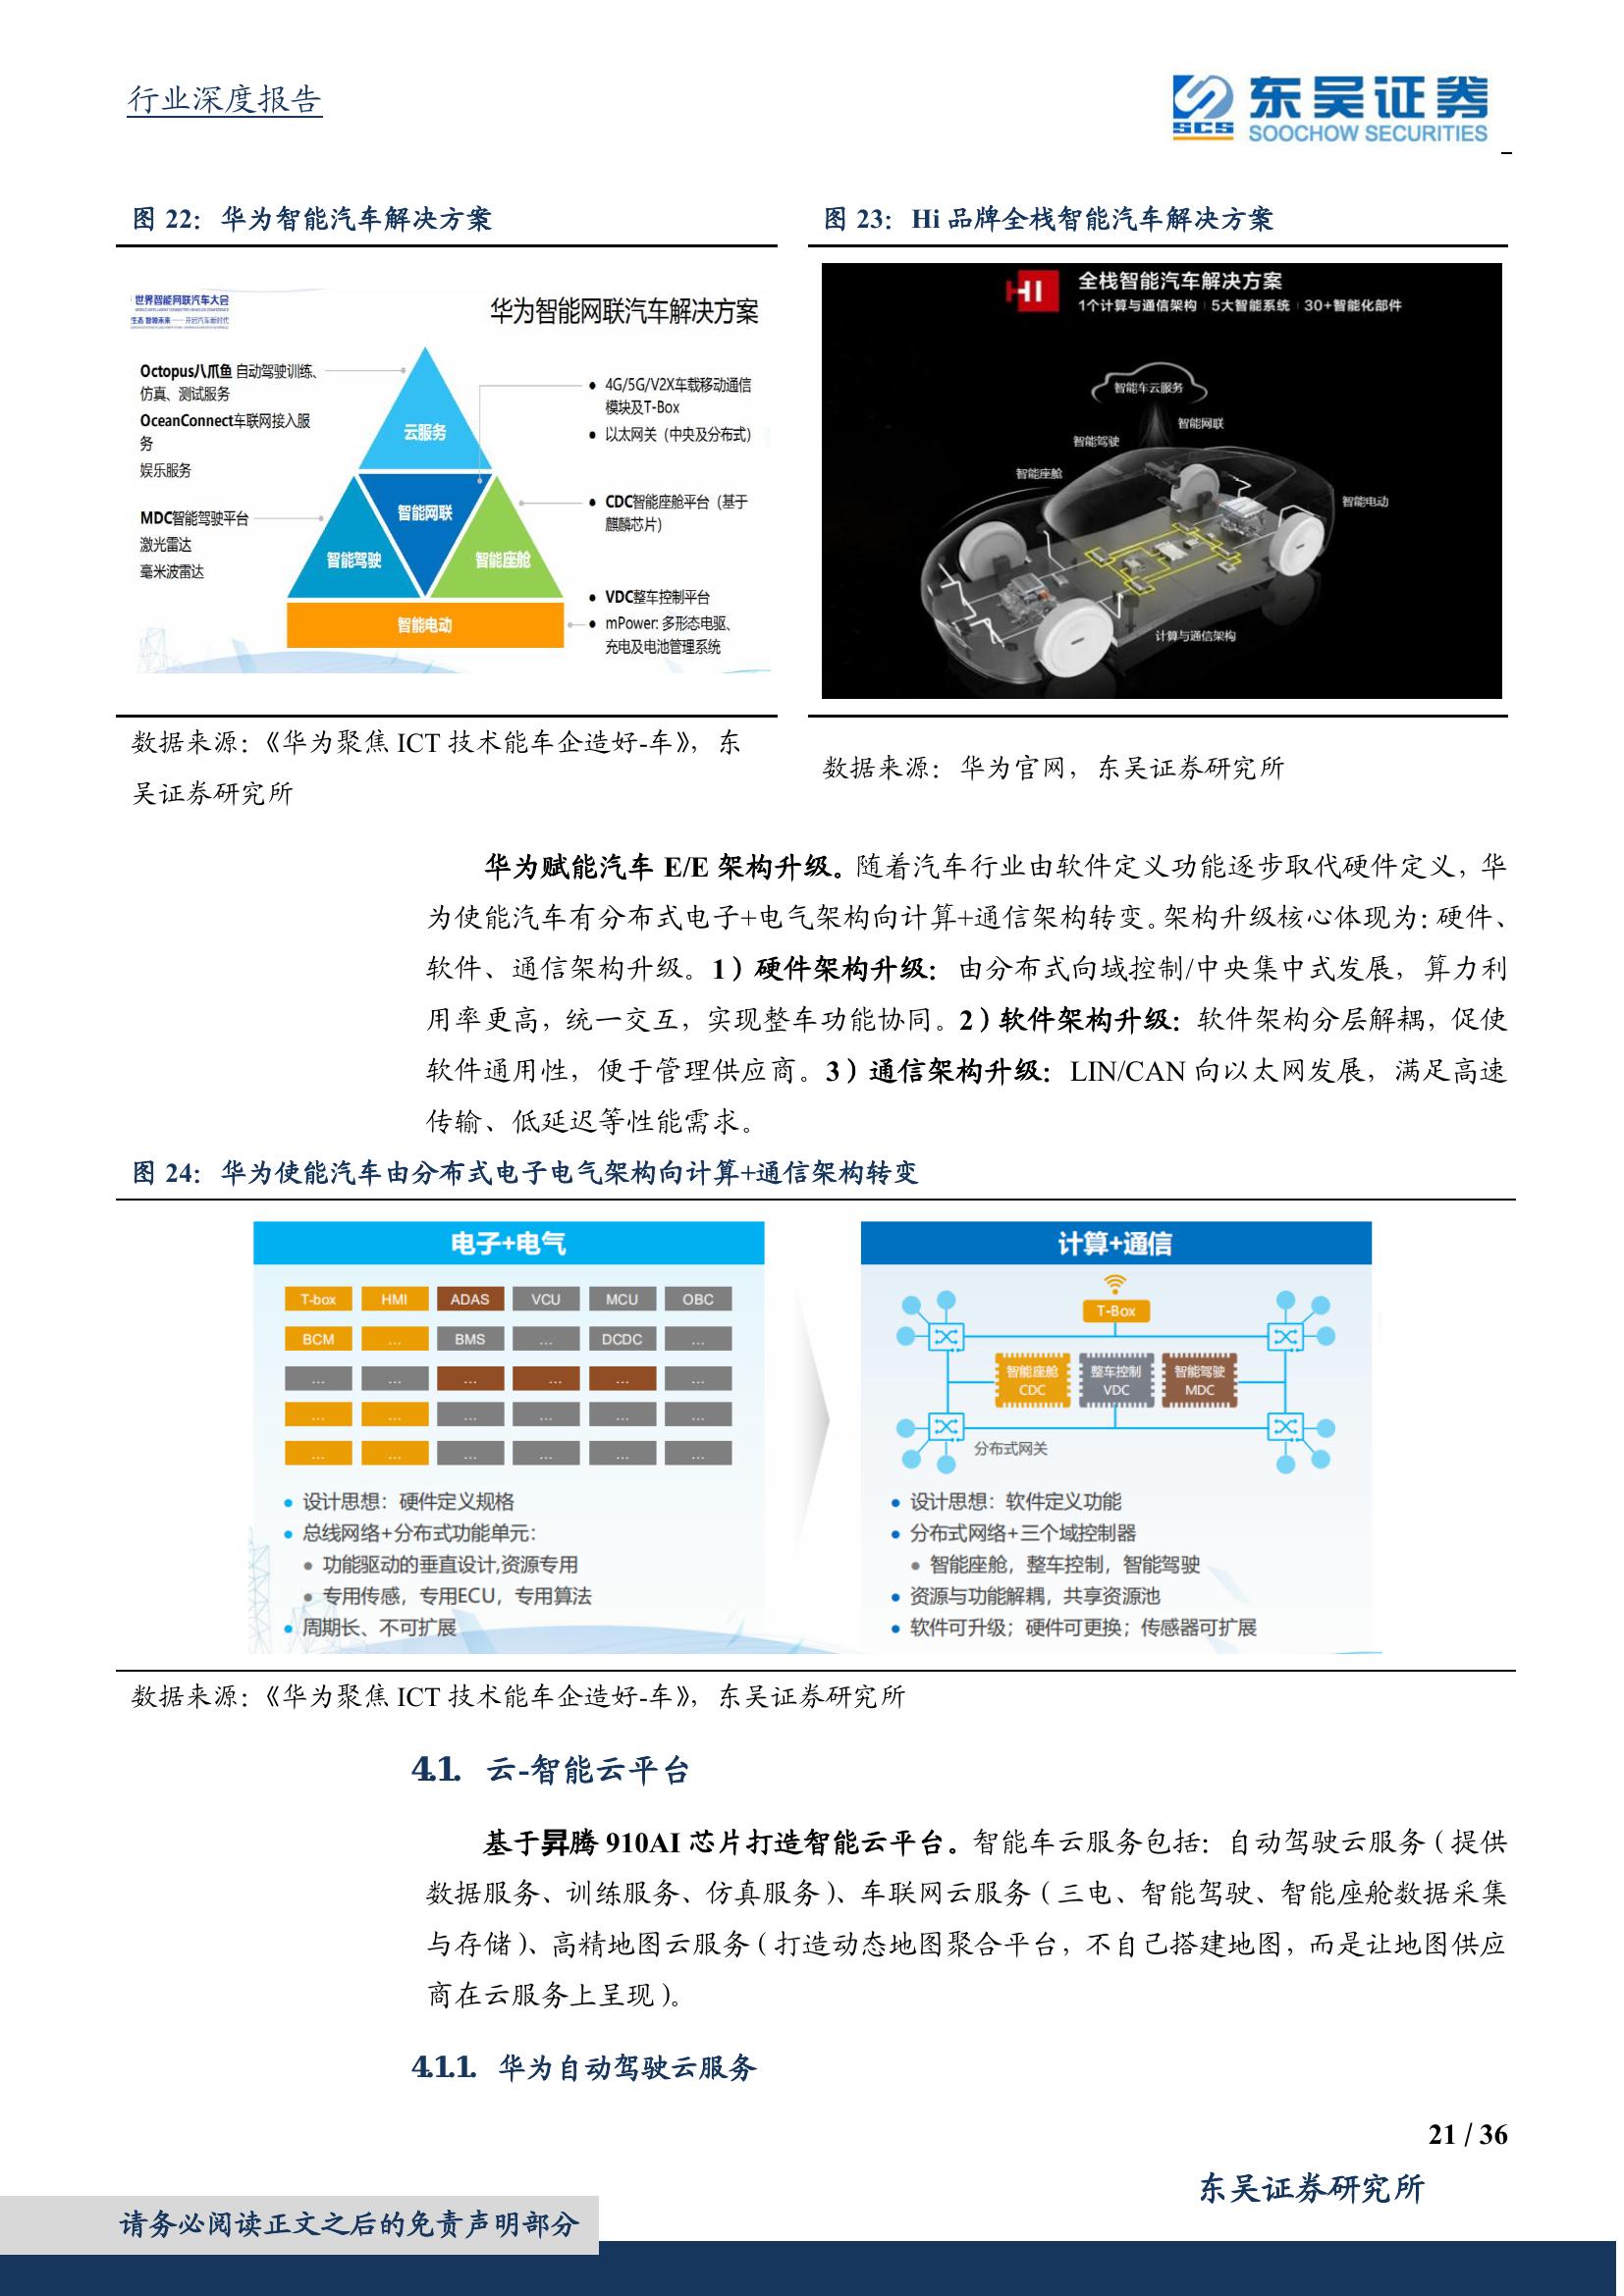 行业深度报告
东吴证券
SCS
SOOCHOW SECURITIES
图 22：华为智能汽车解决方案
世界智能网联汽车大会
华为智能网联汽车解决方案
Octopus八爪鱼 自动驾驶训练、
仿真、测试服务
OceanConnect车联网接入服
务
娱乐服务
MDC智能驾驶平台
激光雷达
毫米波雷达
云服务
智能网联
智能驾驶
智能座舱
智能电动
● 4G/5G/V2X车载移动通信
模块及T-Box
● 以太网关（中央及分布式）
● CDC智能座舱平台（基于
麒麟芯片）
● VDC整车控制平台
● mPower: 多形态电驱、
充电及电池管理系统
数据来源：《华为聚焦 ICT 技术能车企造好-车》，东
吴证券研究所
图 23：Hi 品牌全栈智能汽车解决方案
HI
全栈智能汽车解决方案
1个计算与通信架构 | 5大智能系统 | 30+智能化部件
智能车云服务
智能网联
智能驾驶
智能座舱
智能电动
计算与通信架构
数据来源：华为官网，东吴证券研究所
华为赋能汽车 E/E 架构升级。随着汽车行业由软件定义功能逐步取代硬件定义，华
为使能汽车有分布式电子+电气架构向计算+通信架构转变。架构升级核心体现为：硬件、
软件、通信架构升级。1）硬件架构升级：由分布式向域控制/中央集中式发展，算力利
用率更高，统一交互，实现整车功能协同。2）软件架构升级：软件架构分层解耦，促使
软件通用性，便于管理供应商。3）通信架构升级：LIN/CAN 向以太网发展，满足高速
传输、低延迟等性能需求。
图 24：华为使能汽车由分布式电子电气架构向计算+通信架构转变
电子+电气
T-box HMI ADAS VCU MCU OBC
BCM ... BMS ... DCDC ...
... ... ... ... ... ...
... ... ... ... ... ...
... ... ... ... ... ...
● 设计思想：硬件定义规格
● 总线网络+分布式功能单元:
● 功能驱动的垂直设计,资源专用
● 专用传感，专用ECU，专用算法
● 周期长、不可扩展
计算+通信
T-Box
智能座舱 CDC
整车控制 VDC
智能驾驶 MDC
分布式网关
● 设计思想：软件定义功能
● 分布式网络+三个域控制器
● 智能座舱，整车控制，智能驾驶
● 资源与功能解耦，共享资源池
● 软件可升级；硬件可更换；传感器可扩展
数据来源：《华为聚焦 ICT 技术能车企造好-车》，东吴证券研究所
4.1. 云-智能云平台
基于昇腾 910AI 芯片打造智能云平台。智能车云服务包括：自动驾驶云服务（提供
数据服务、训练服务、仿真服务）、车联网云服务（三电、智能驾驶、智能座舱数据采集
与存储）、高精地图云服务（打造动态地图聚合平台，不自己搭建地图，而是让地图供应
商在云服务上呈现）。
4.1.1. 华为自动驾驶云服务
21 / 36
东吴证券研究所
请务必阅读正文之后的免责声明部分